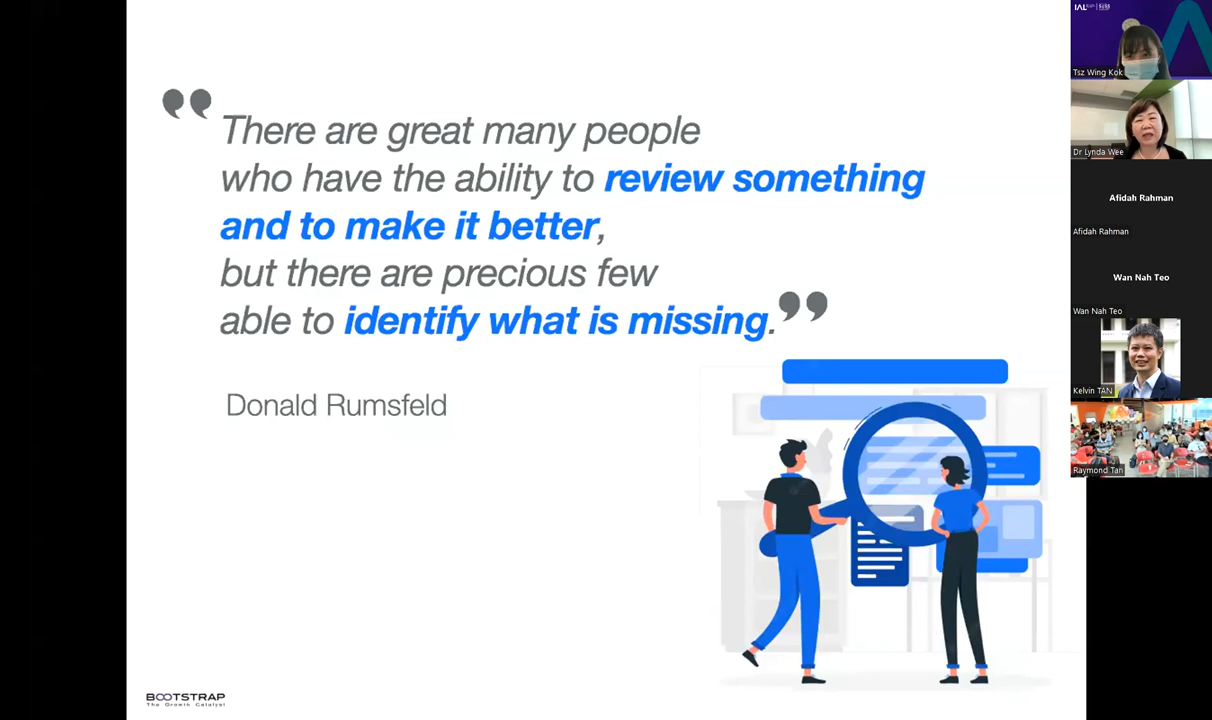 There are great many people
who have the ability to review something
and to make it better,
but there are precious few
able to identify what is missing.
Donald Rumsfeld
BOOTSTRAP
The Growth Catalyst
IAL
Tsz Wing Kok
Dr Lynda Wee
Afidah Rahman
Afidah Rahman
Wan Nah Teo
Wan Nah Teo
Kelvin TAN
Raymond Tan